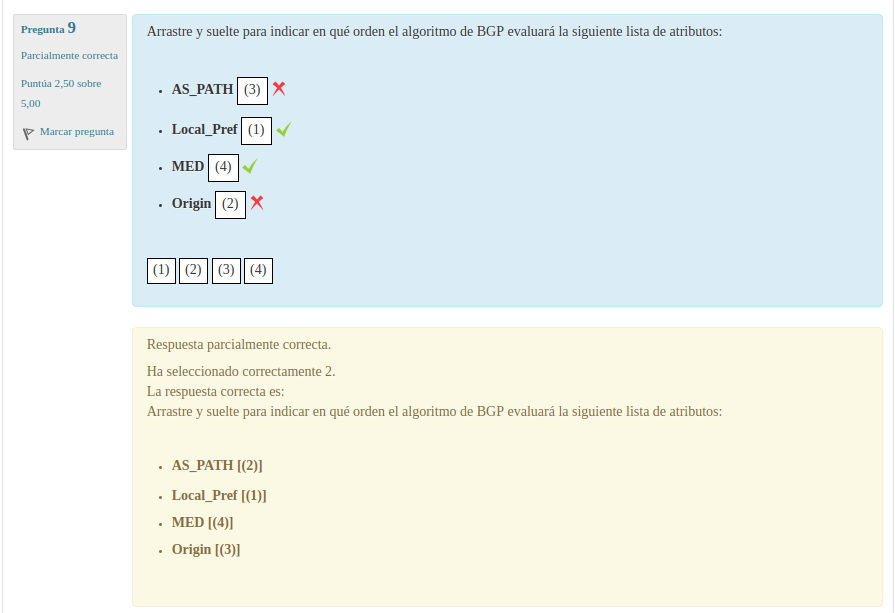 Pregunta 9
Parcialmente correcta
Puntúa 2,50 sobre
5,00
Marcar pregunta
Arrastre y suelte para indicar en qué orden el algoritmo de BGP evaluará la siguiente lista de atributos:
AS_PATH (3)
Local_Pref (1)
MED (4)
Origin (2)
(1) (2) (3) (4)
Respuesta parcialmente correcta.
Ha seleccionado correctamente 2.
La respuesta correcta es:
Arrastre y suelte para indicar en qué orden el algoritmo de BGP evaluará la siguiente lista de atributos:
AS_PATH [(2)]
Local_Pref [(1)]
MED [(4)]
Origin [(3)]